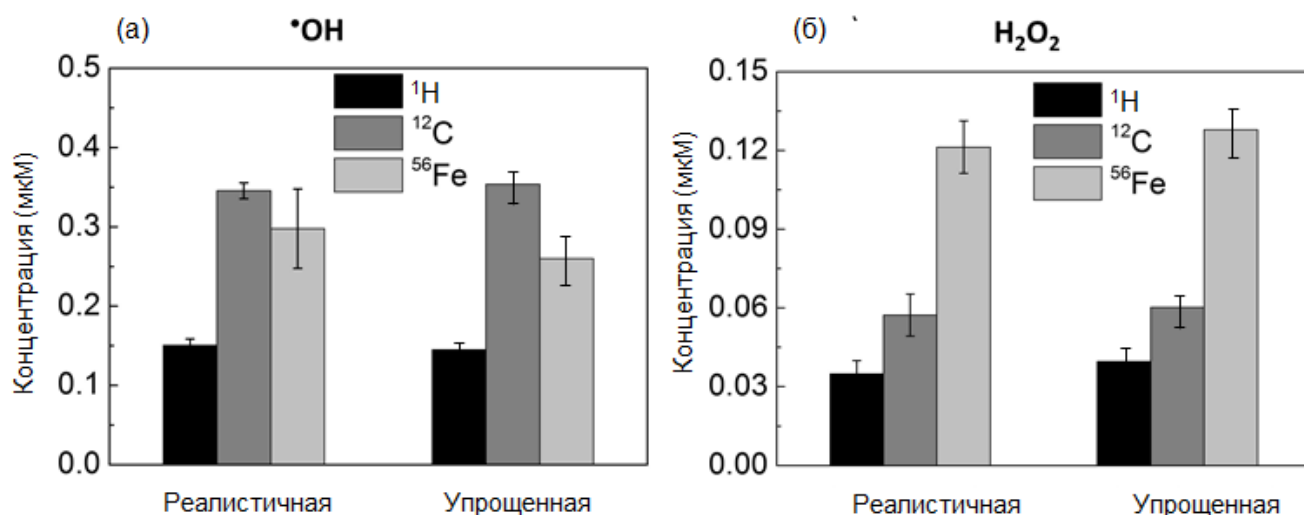 (а) •OH
Концентрация (мкМ)
0.5
0.4
0.3
0.2
0.1
0.0
¹H
¹²C
⁵⁶Fe
Реалистичная Упрощенная
(б) H₂O₂
Концентрация (мкМ)
0.15
0.12
0.09
0.06
0.03
0.00
¹H
¹²C
⁵⁶Fe
Реалистичная Упрощенная